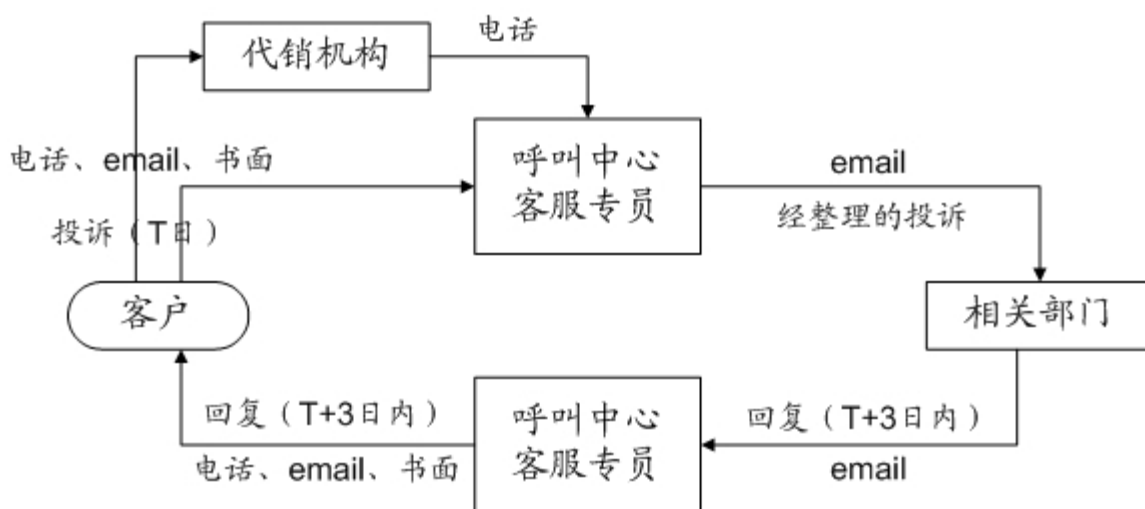 代销机构
电话
电话、email、书面
呼叫中心
客服专员
email
经整理的投诉
投诉（T日）
客户
相关部门
回复（T+3日内）
电话、email、书面
呼叫中心
客服专员
回复（T+3日内）
email